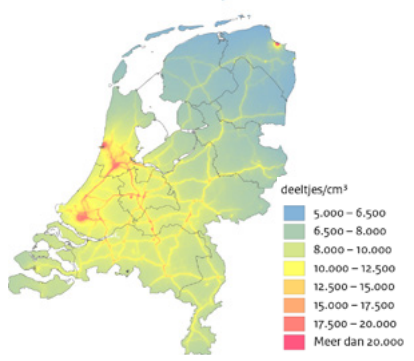 deeltjes/cm³
5.000 – 6.500
6.500 – 8.000
8.000 – 10.000
10.000 – 12.500
12.500 – 15.000
15.000 – 17.500
17.500 – 20.000
Meer dan 20.000